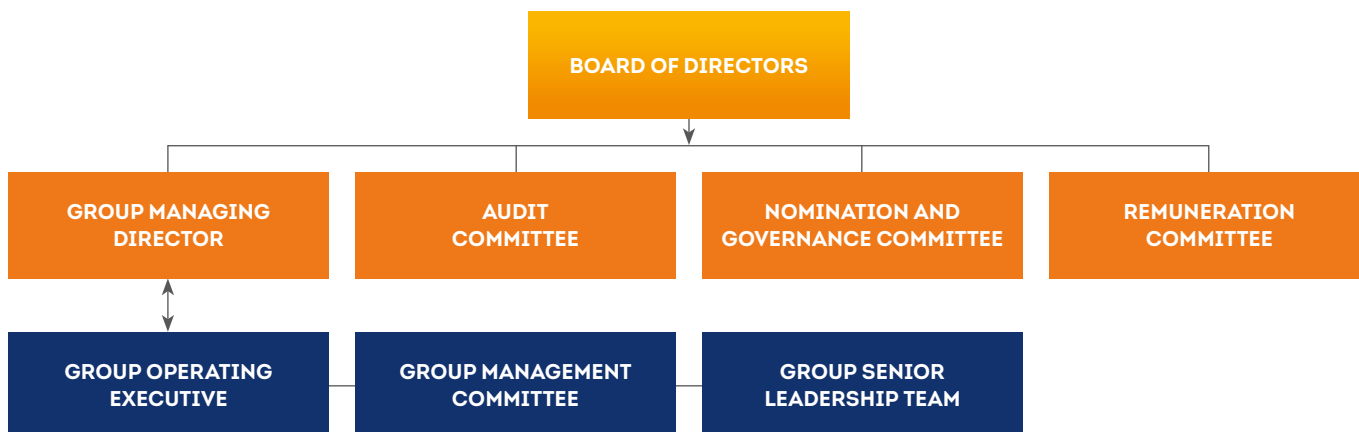 BOARD OF DIRECTORS
GROUP MANAGING
DIRECTOR
AUDIT
COMMITTEE
NOMINATION AND
GOVERNANCE COMMITTEE
REMUNERATION
COMMITTEE
GROUP OPERATING
EXECUTIVE
GROUP MANAGEMENT
COMMITTEE
GROUP SENIOR
LEADERSHIP TEAM